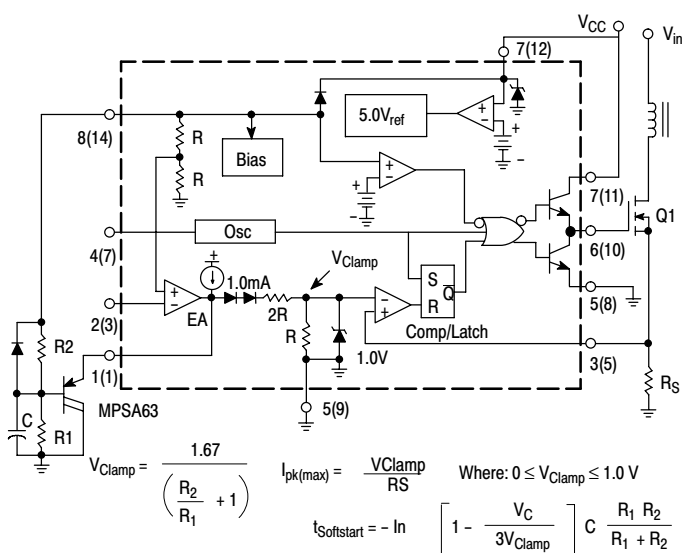 VCC
Vin
7(12)
5.0Vref
+
–
+
–
8(14)
R
Bias
R
+
–
+
–
7(11)
Q1
Osc
4(7)
6(10)
+
1.0mA
VClamp
S
Q
R
5(8)
+
–
2(3)
EA
2R
R
–
+
Comp/Latch
1.0V
3(5)
R2
1(1)
5(9)
RS
MPSA63
C
R1
VClamp = 1.67 / (R2 / R1 + 1)
Ipk(max) = VClamp / RS
Where: 0 ≤ VClamp ≤ 1.0 V
tSoftstart = – In [1 - VC / 3VClamp] C R1 R2 / R1 + R2